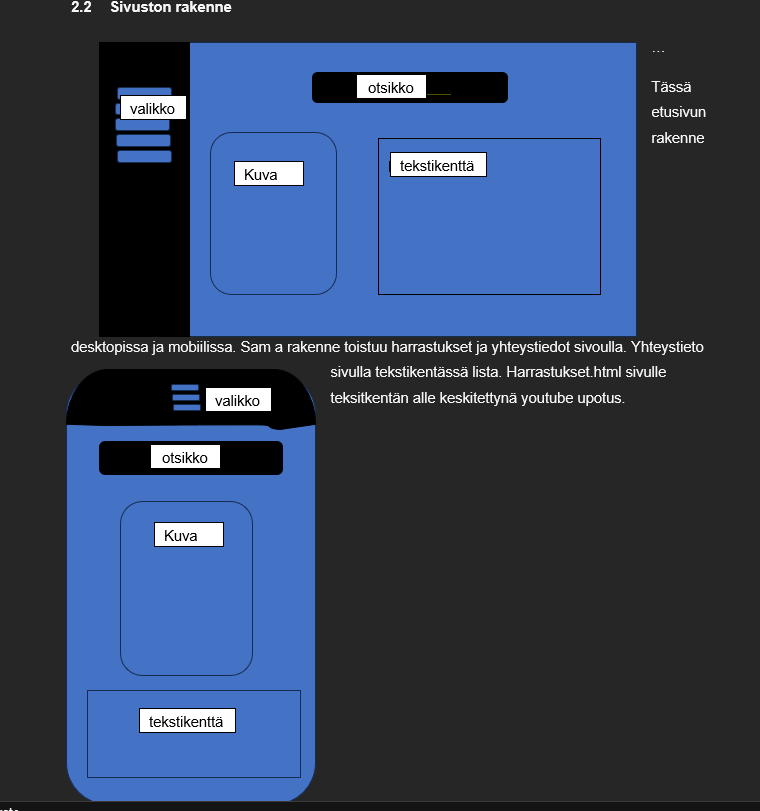 2.2 Sivuston rakenne
...
otsikko
valikko
Kuva
tekstikenttä
Tässä
etusivun
rakenne
desktopissa ja mobiilissa. Sam a rakenne toistuu harrastukset ja yhteystiedot sivoulla. Yhteystieto
sivulla tekstikentässä lista. Harrastukset.html sivulle
teksitkentän alle keskitettynä youtube upotus.
valikko
otsikko
Kuva
tekstikenttä